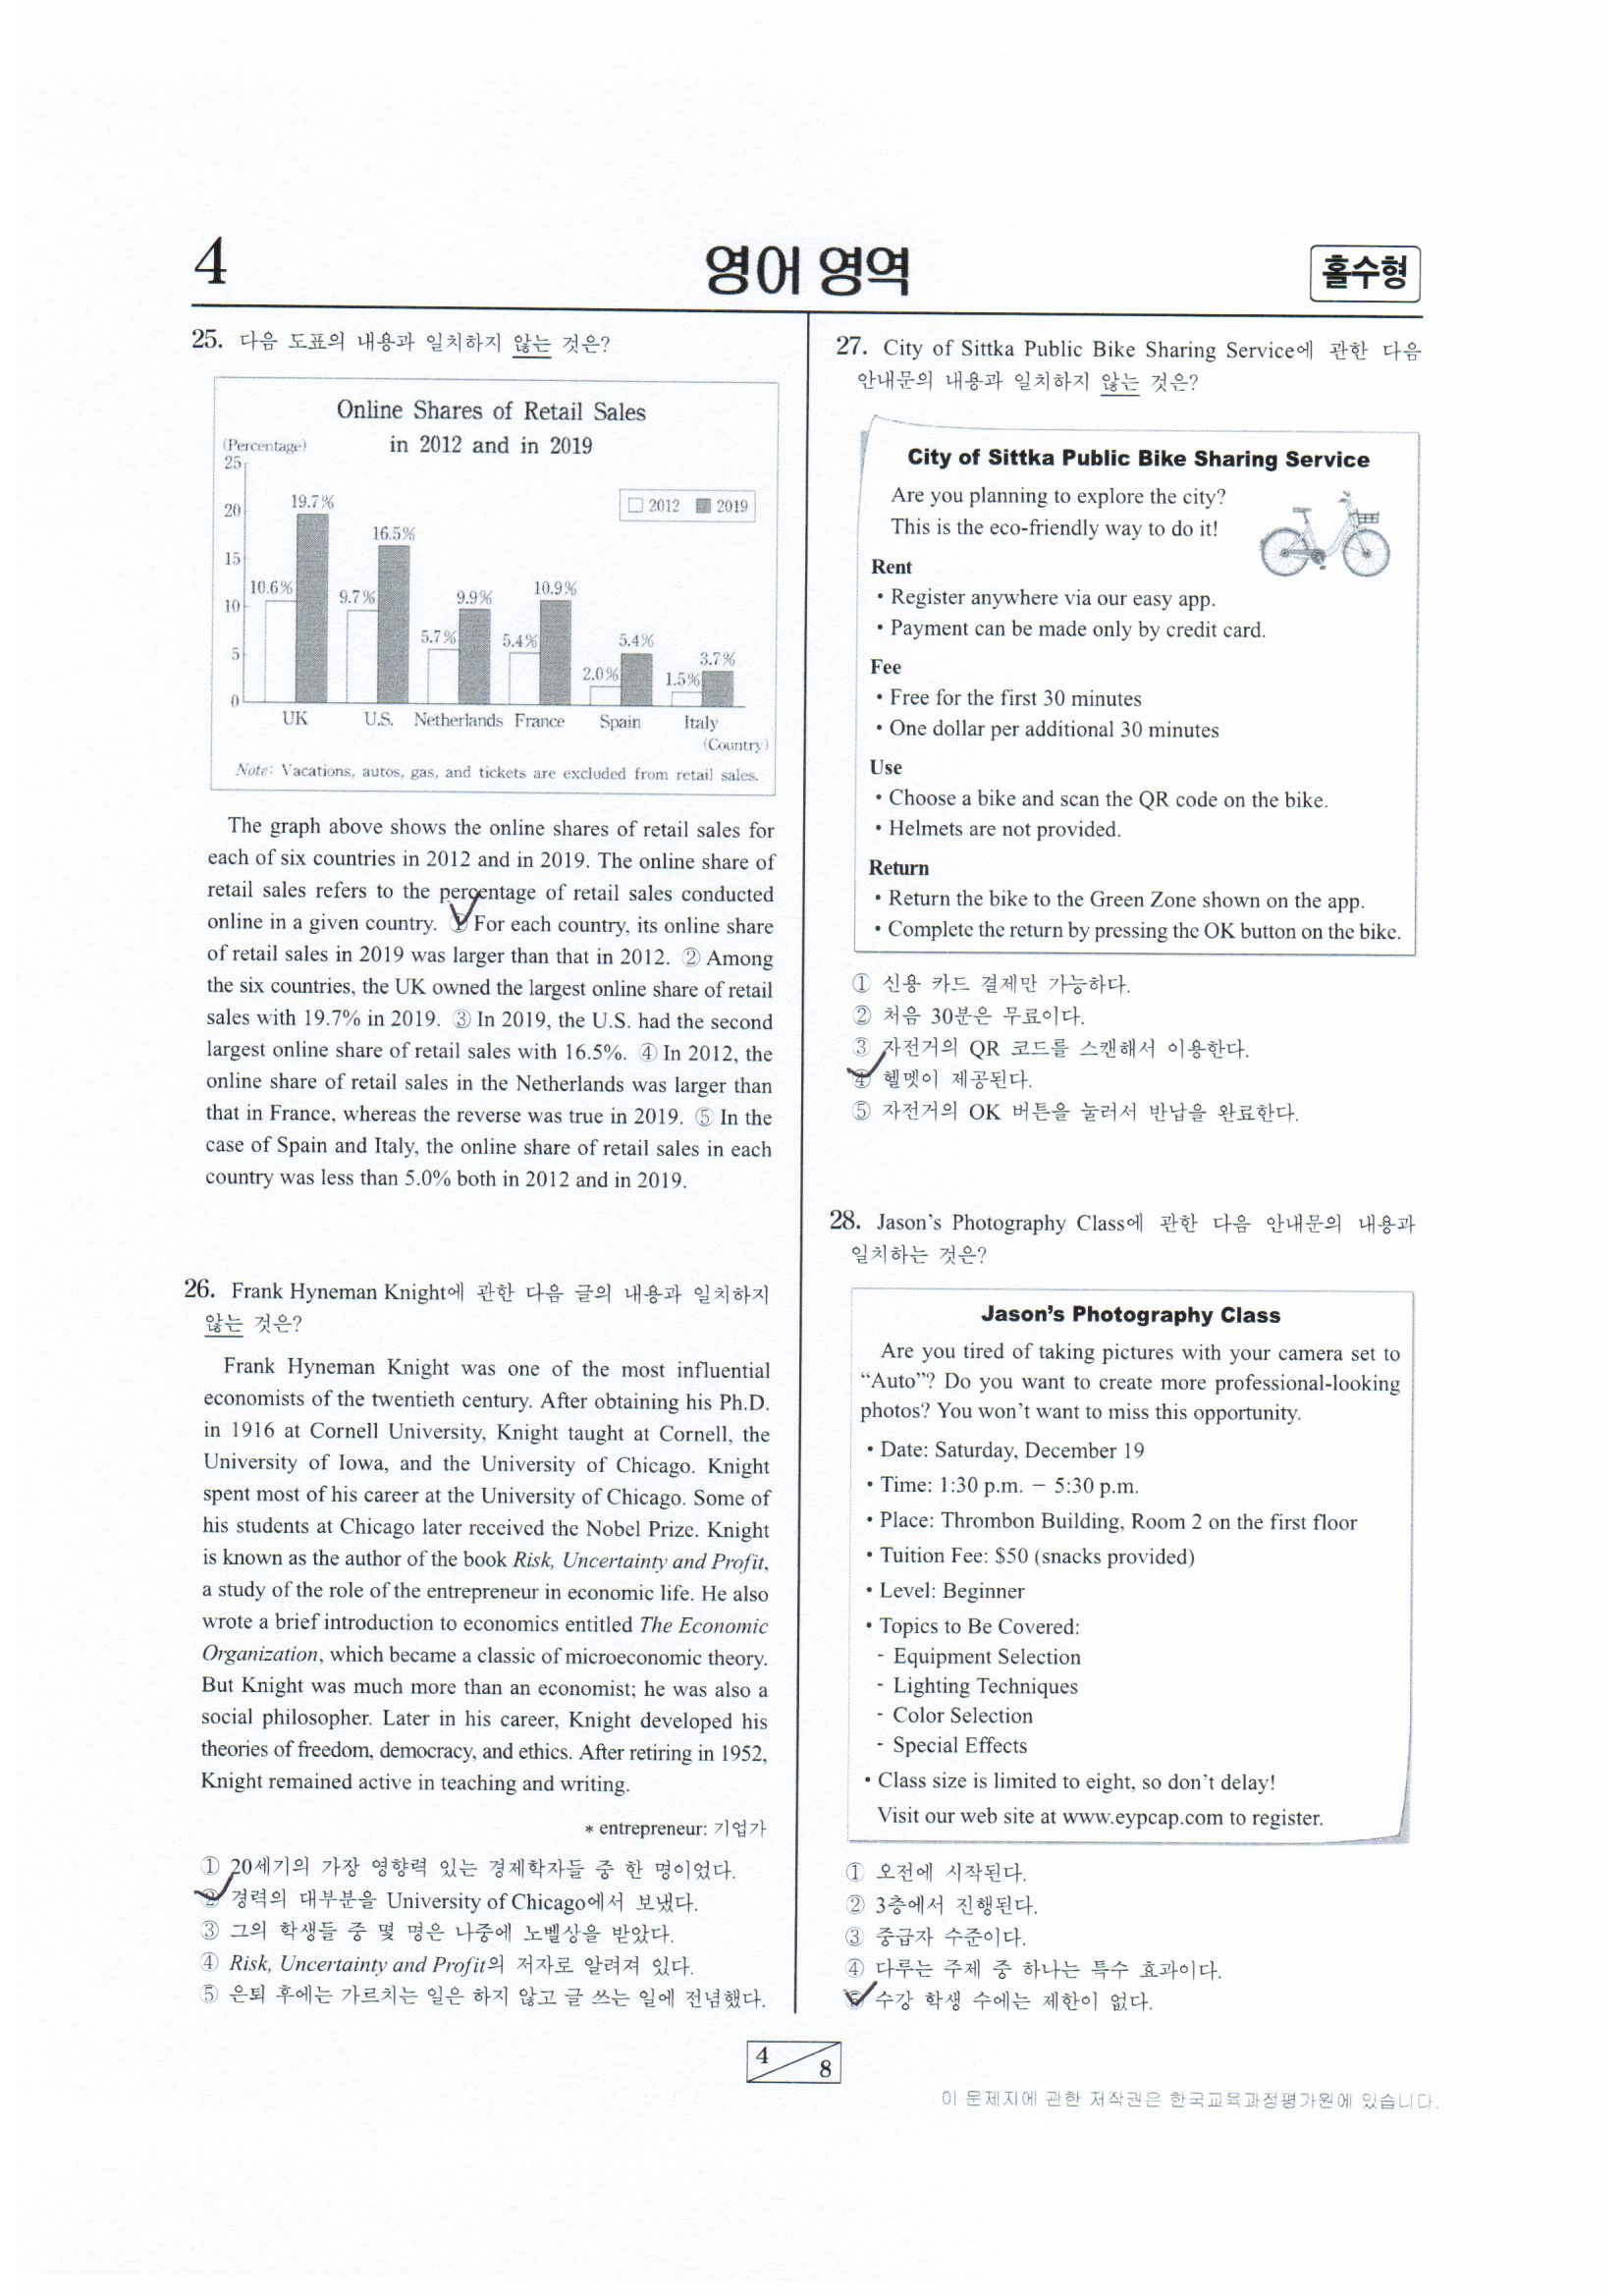 4
영어 영역
홀수형
25. 다음 도표의 내용과 일치하지 않는 것은?
Online Shares of Retail Sales
in 2012 and in 2019
(Percentage)
25
20
15
10
5
0
2012 2019
10.6% 19.7%
9.7% 16.5%
5.7% 9.9%
5.4% 10.9%
2.0% 5.4%
1.5% 3.7%
UK U.S. Netherlands France Spain Italy
(Country)
Note: Vacations, autos, gas, and tickets are excluded from retail sales.
The graph above shows the online shares of retail sales for
each of six countries in 2012 and in 2019. The online share of
retail sales refers to the percentage of retail sales conducted
online in a given country. ① For each country, its online share
of retail sales in 2019 was larger than that in 2012. ② Among
the six countries, the UK owned the largest online share of retail
sales with 19.7% in 2019. ③ In 2019, the U.S. had the second
largest online share of retail sales with 16.5%. ④ In 2012, the
online share of retail sales in the Netherlands was larger than
that in France, whereas the reverse was true in 2019. ⑤ In the
case of Spain and Italy, the online share of retail sales in each
country was less than 5.0% both in 2012 and in 2019.
26. Frank Hyneman Knight에 관한 다음 글의 내용과 일치하지
않는 것은?
Frank Hyneman Knight was one of the most influential
economists of the twentieth century. After obtaining his Ph.D.
in 1916 at Cornell University, Knight taught at Cornell, the
University of Iowa, and the University of Chicago. Knight
spent most of his career at the University of Chicago. Some of
his students at Chicago later received the Nobel Prize. Knight
is known as the author of the book Risk, Uncertainty and Profit,
a study of the role of the entrepreneur in economic life. He also
wrote a brief introduction to economics entitled The Economic
Organization, which became a classic of microeconomic theory.
But Knight was much more than an economist; he was also a
social philosopher. Later in his career, Knight developed his
theories of freedom, democracy, and ethics. After retiring in 1952,
Knight remained active in teaching and writing.
* entrepreneur: 기업가
① 20세기의 가장 영향력 있는 경제학자들 중 한 명이었다.
② 경력의 대부분을 University of Chicago에서 보냈다.
③ 그의 학생들 중 몇 명은 나중에 노벨상을 받았다.
④ Risk, Uncertainty and Profit의 저자로 알려져 있다.
⑤ 은퇴 후에는 가르치는 일은 하지 않고 글 쓰는 일에 전념했다.
27. City of Sittka Public Bike Sharing Service에 관한 다음
안내문의 내용과 일치하지 않는 것은?
City of Sittka Public Bike Sharing Service
Are you planning to explore the city?
This is the eco-friendly way to do it!
Rent
• Register anywhere via our easy app.
• Payment can be made only by credit card.
Fee
• Free for the first 30 minutes
• One dollar per additional 30 minutes
Use
• Choose a bike and scan the QR code on the bike.
• Helmets are not provided.
Return
• Return the bike to the Green Zone shown on the app.
• Complete the return by pressing the OK button on the bike.
① 신용 카드 결제만 가능하다.
② 처음 30분은 무료이다.
③ 자전거의 QR 코드를 스캔해서 이용한다.
④ 헬멧이 제공된다.
⑤ 자전거의 OK 버튼을 눌러서 반납을 완료한다.
28. Jason's Photography Class에 관한 다음 안내문의 내용과
일치하는 것은?
Jason's Photography Class
Are you tired of taking pictures with your camera set to
“Auto”? Do you want to create more professional-looking
photos? You won't want to miss this opportunity.
• Date: Saturday, December 19
• Time: 1:30 p.m. − 5:30 p.m.
• Place: Thrombon Building, Room 2 on the first floor
• Tuition Fee: $50 (snacks provided)
• Level: Beginner
• Topics to Be Covered:
- Equipment Selection
- Lighting Techniques
- Color Selection
- Special Effects
• Class size is limited to eight, so don't delay!
Visit our web site at www.eypcap.com to register.
① 오전에 시작된다.
② 3층에서 진행된다.
③ 중급자 수준이다.
④ 다루는 주제 중 하나는 특수 효과이다.
⑤ 수강 학생 수에는 제한이 없다.
4
8
이 문제지에 관한 저작권은 한국교육과정평가원에 있습니다.